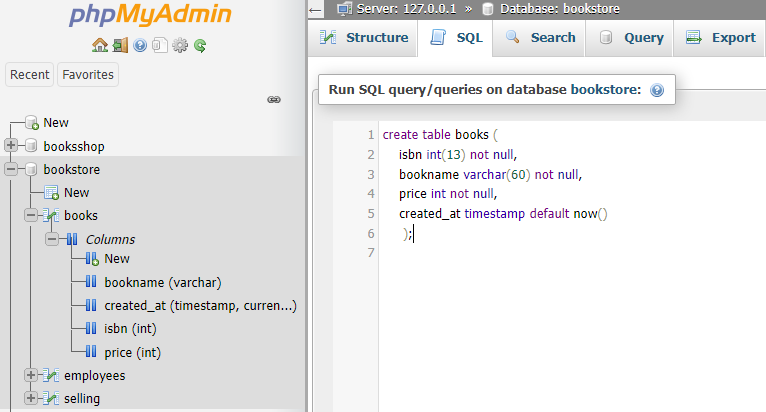 phpMyAdmin
Recent Favorites
New
booksshop
bookstore
New
books
Columns
New
bookname (varchar)
created_at (timestamp, curren...)
isbn (int)
price (int)
employees
selling
Server: 127.0.0.1 » Database: bookstore
Structure SQL Search Query Export
Run SQL query/queries on database bookstore:
1 create table books (
2 isbn int(13) not null,
3 bookname varchar(60) not null,
4 price int not null,
5 created_at timestamp default now()
6 );
7